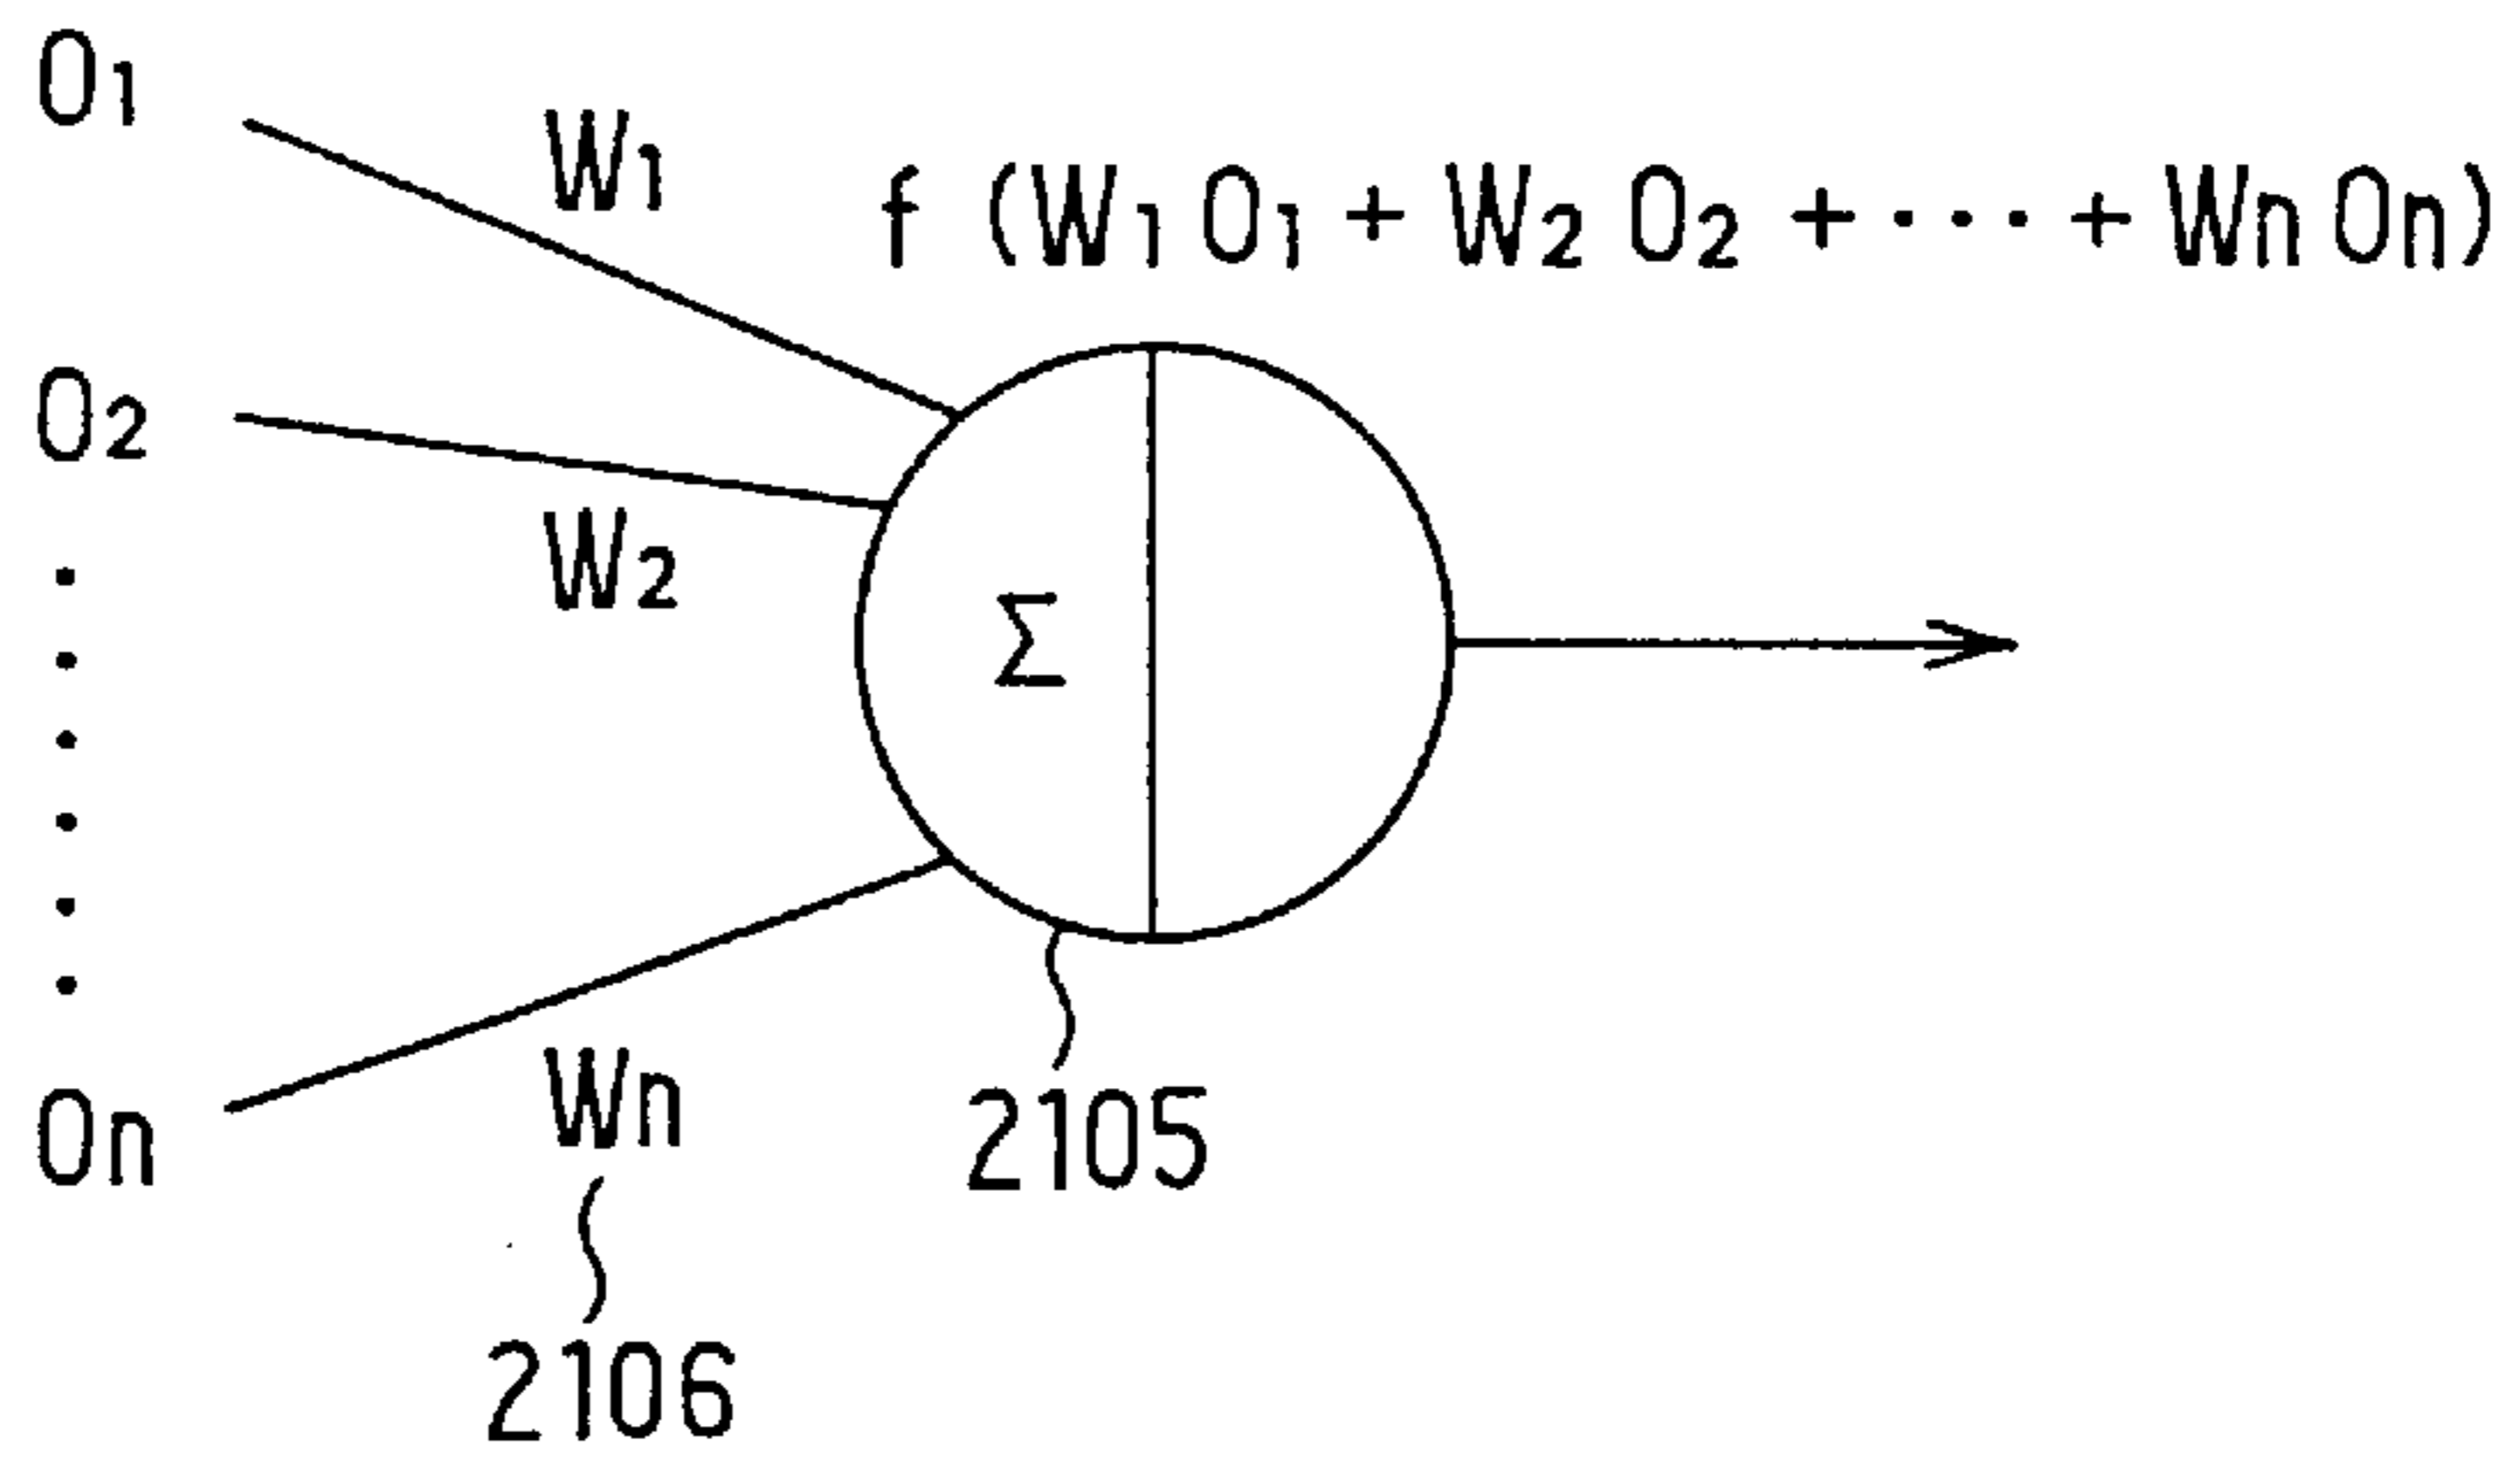 O1
W1
f (W1 O1 + W2 O2 + ・・・ + Wn On)
O2
W2
Σ
On
Wn
2105
2106